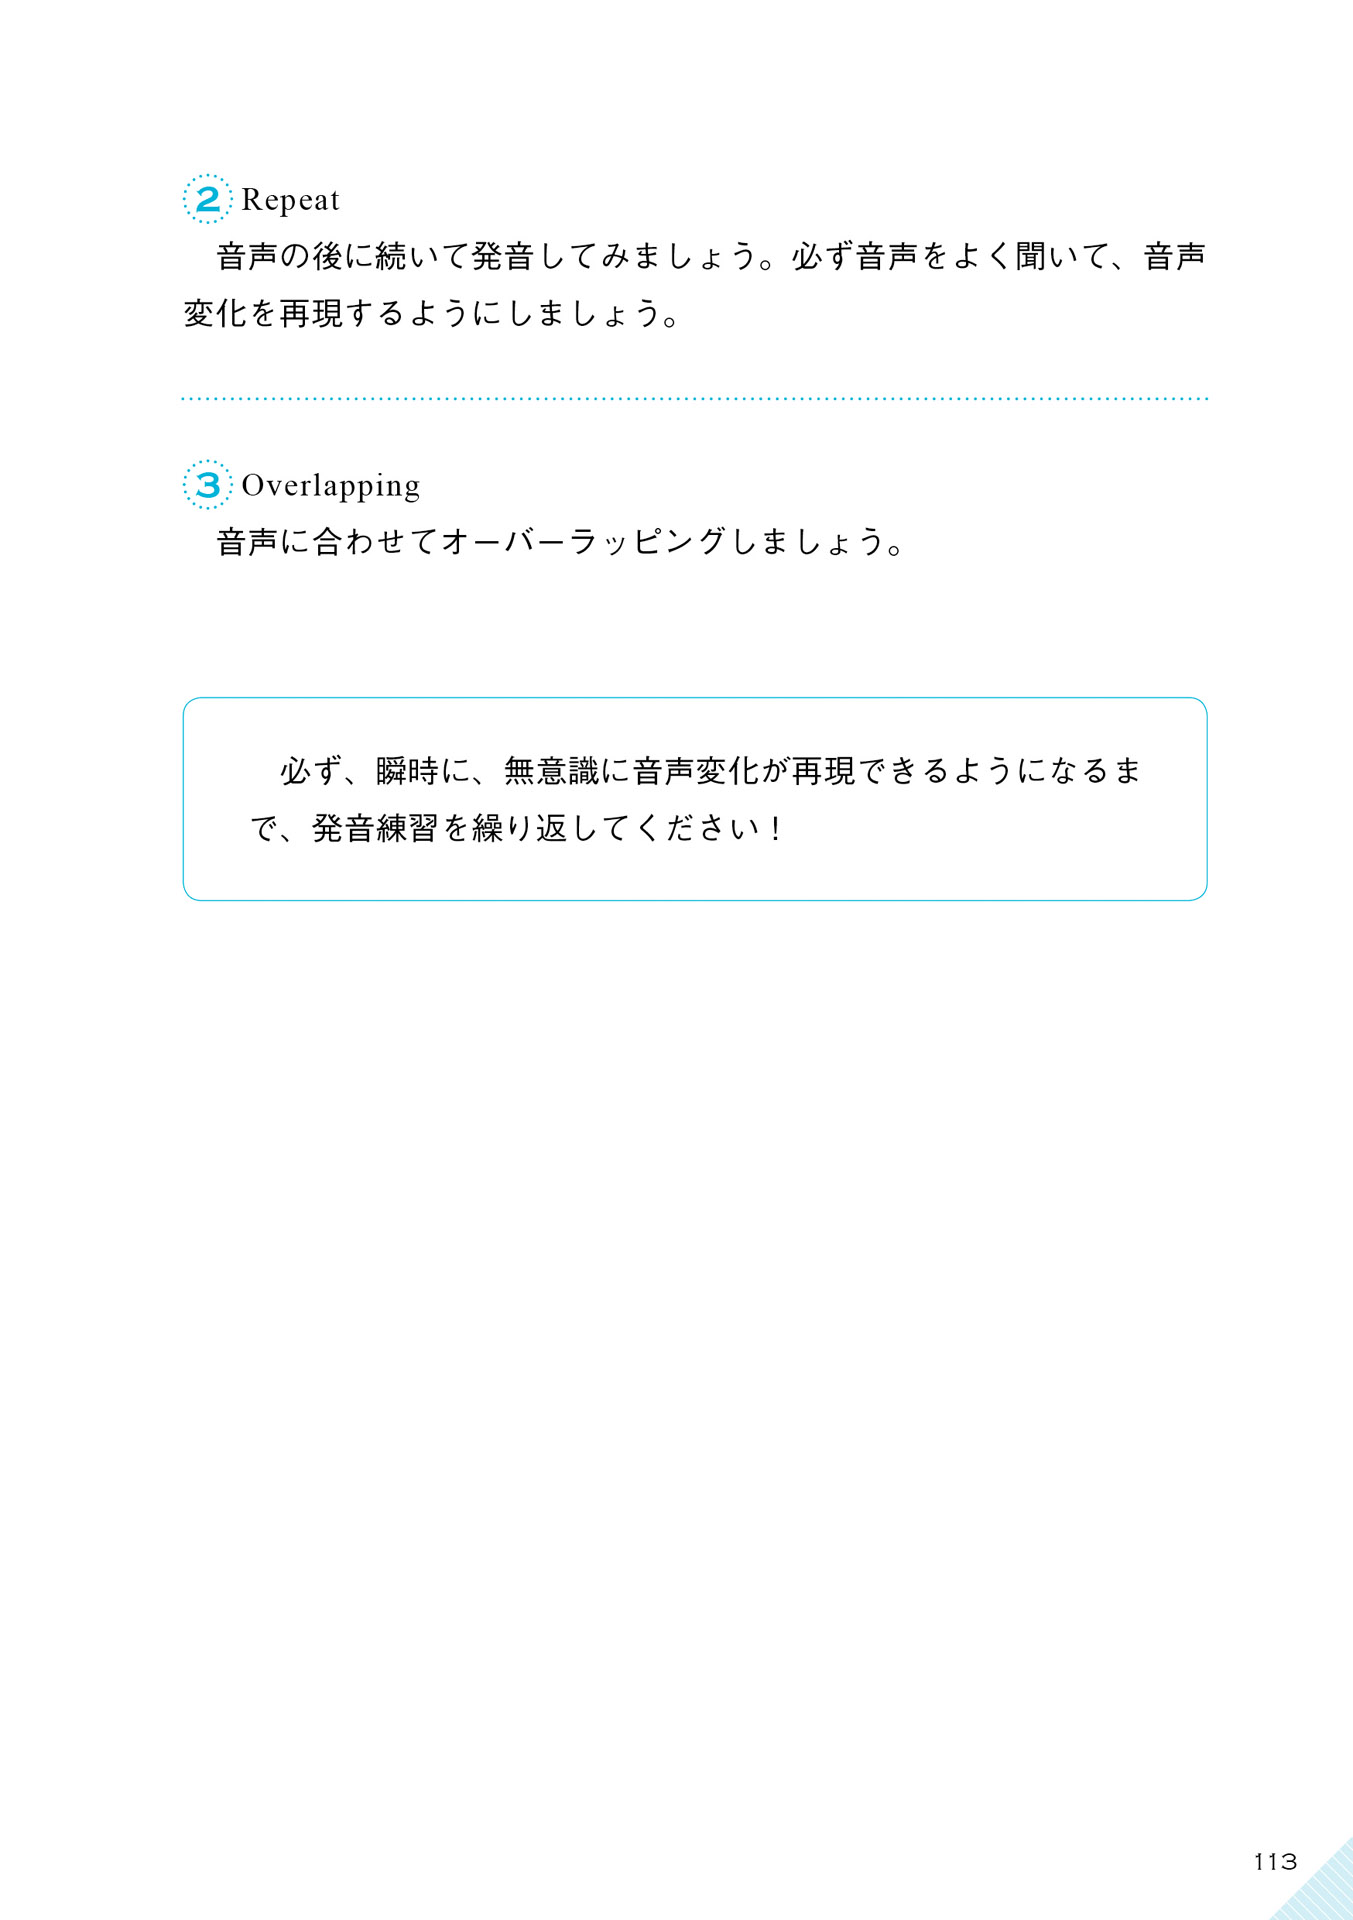 2 Repeat
音声の後に続いて発音してみましょう。必ず音声をよく聞いて、音声
変化を再現するようにしましょう。
3 Overlapping
音声に合わせてオーバーラッピングしましょう。
必ず、瞬時に、無意識に音声変化が再現できるようになるま
で、発音練習を繰り返してください！
113